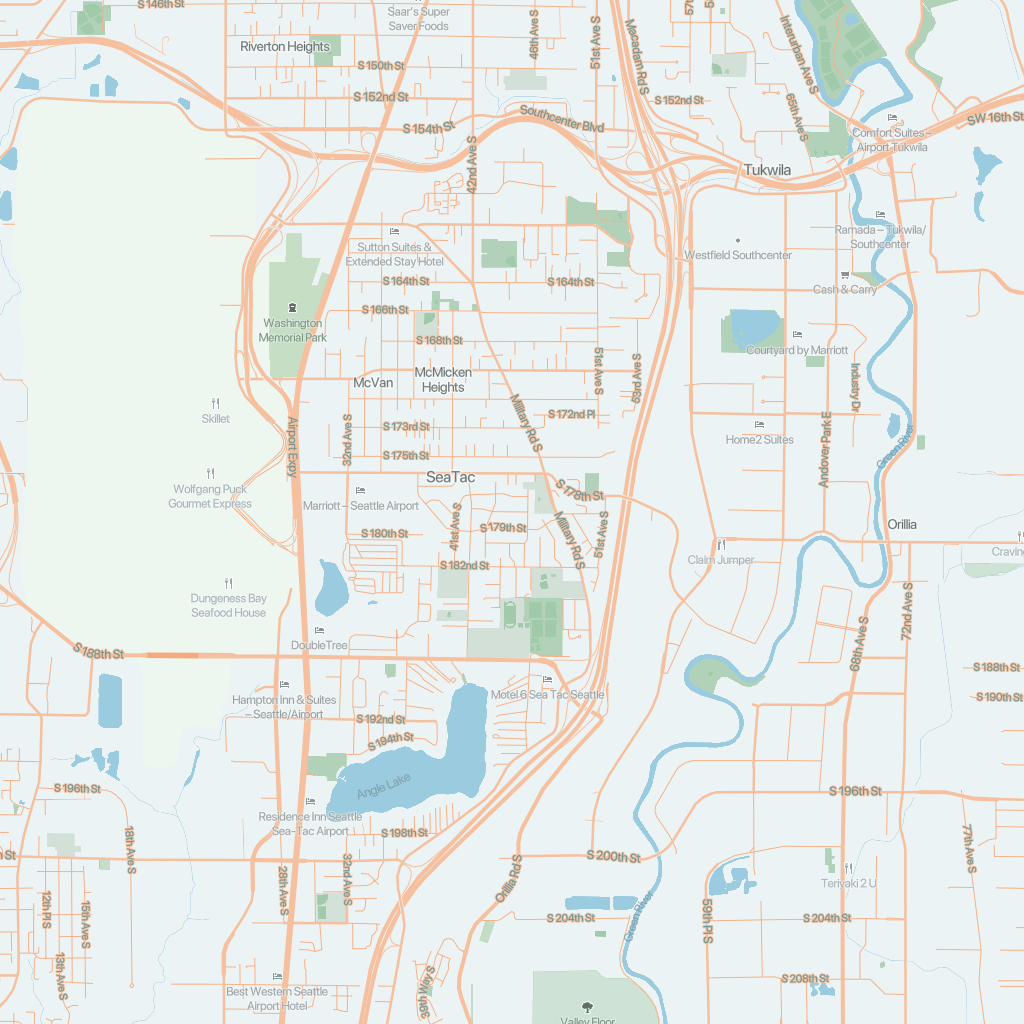 S 146th St
Saar's Super
Saver Foods
46th Ave S
51st Ave S
Macadam Rd S
57th
Interurban Ave S
Riverton Heights
S 150th St
S 152nd St
S 152nd St
65th Ave S
Southcenter Blvd
S 154th St
42nd Ave S
SW 16th St
Comfort Suites –
Airport Tukwila
Tukwila
Ramada – Tukwila/
Southcenter
Sutton Suites &
Extended Stay Hotel
Westfield Southcenter
S 164th St
S 164th St
Cash & Carry
S 166th St
Washington
Memorial Park
S 168th St
Courtyard by Marriott
51st Ave S
53rd Ave S
McVan
McMicken
Heights
Industry Dr
Military Rd S
S 172nd Pl
Skillet
Airport Expy
32nd Ave S
S 173rd St
Home2 Suites
Andover Park E
Green River
S 175th St
SeaTac
Wolfgang Puck
Gourmet Express
S 178th St
Marriott – Seattle Airport
41st Ave S
S 179th St
Military Rd S
51st Ave S
Orillia
S 180th St
Claim Jumper
Craving
S 182nd St
Dungeness Bay
Seafood House
72nd Ave S
68th Ave S
DoubleTree
S 188th St
S 188th St
S 190th St
Motel 6 Sea Tac Seattle
Hampton Inn & Suites
– Seattle/Airport
S 192nd St
S 194th St
Angle Lake
S 196th St
S 196th St
Residence Inn Seattle
Sea-Tac Airport
S 198th St
18th Ave S
77th Ave S
h St
S 200th St
28th Ave S
32nd Ave S
Orillia Rd S
Teriyaki 2 U
12th Pl S
15th Ave S
59th Pl S
Green River
S 204th St
S 204th St
13th Ave S
36th Way S
S 208th St
Best Western Seattle
Airport Hotel
Valley Floor